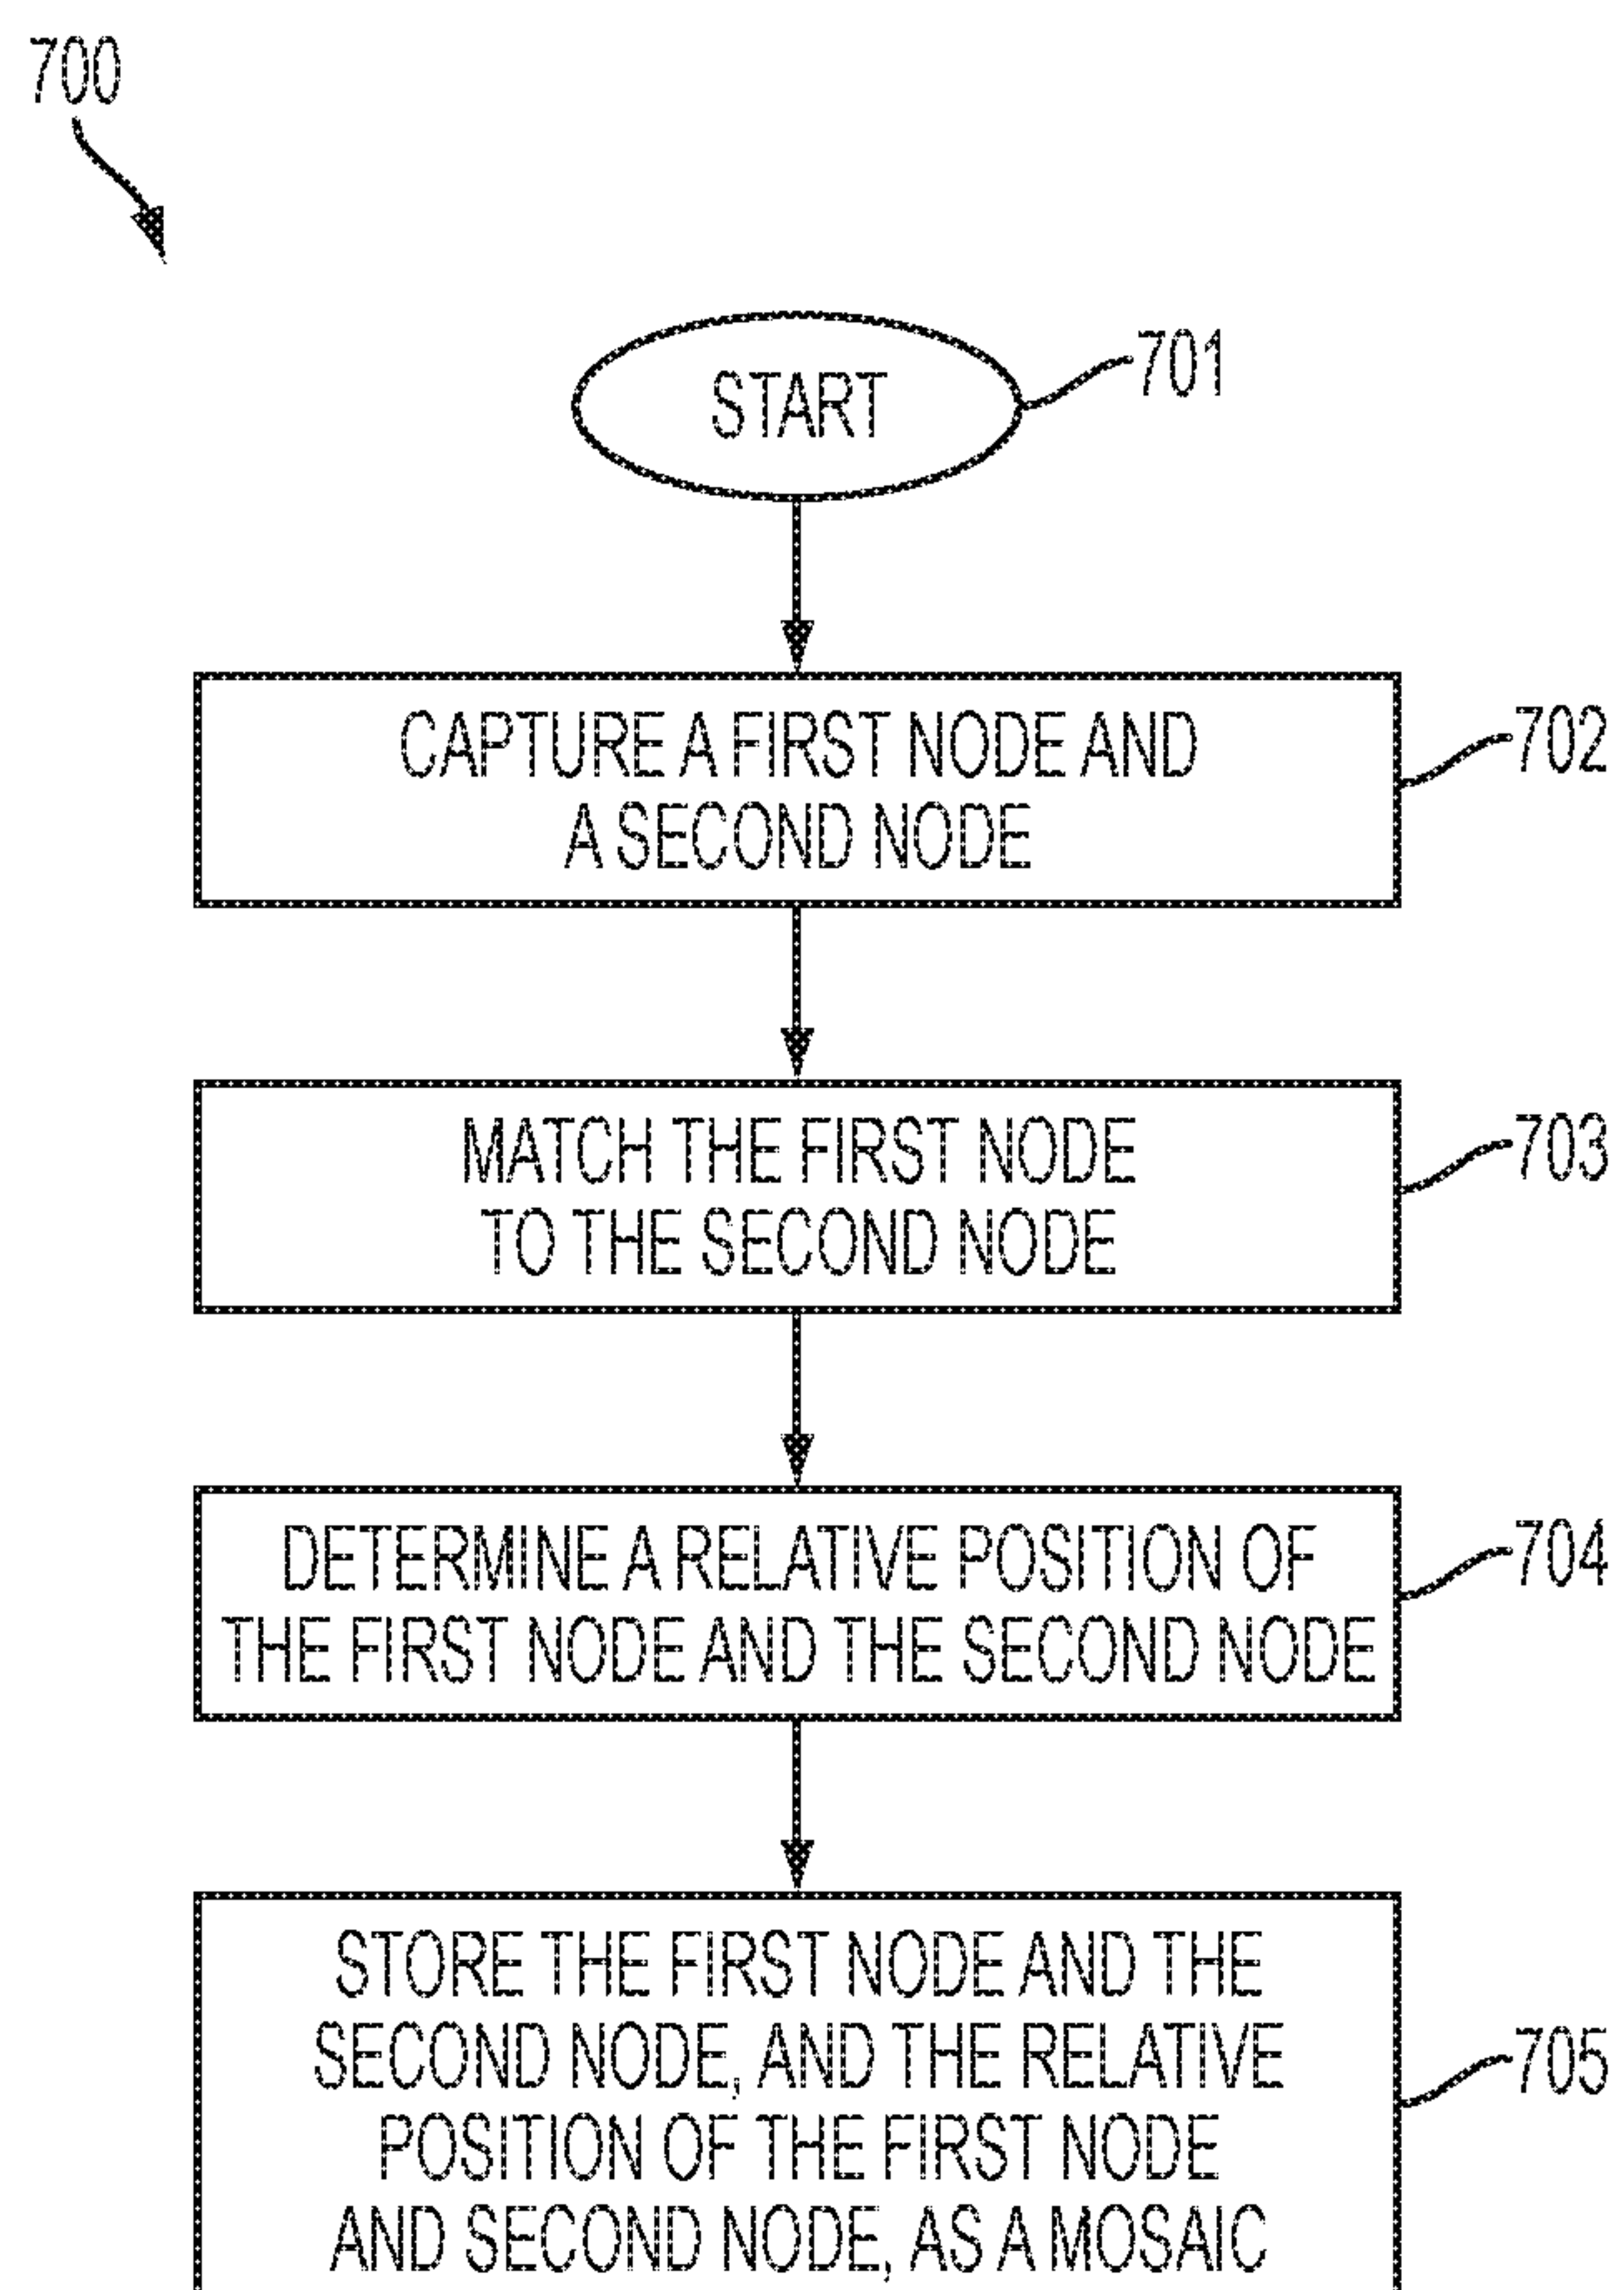 700
START
701
CAPTURE A FIRST NODE AND
A SECOND NODE
702
MATCH THE FIRST NODE
TO THE SECOND NODE
703
DETERMINE A RELATIVE POSITION OF
THE FIRST NODE AND THE SECOND NODE
704
STORE THE FIRST NODE AND THE
SECOND NODE, AND THE RELATIVE
POSITION OF THE FIRST NODE
AND SECOND NODE, AS A MOSAIC
705